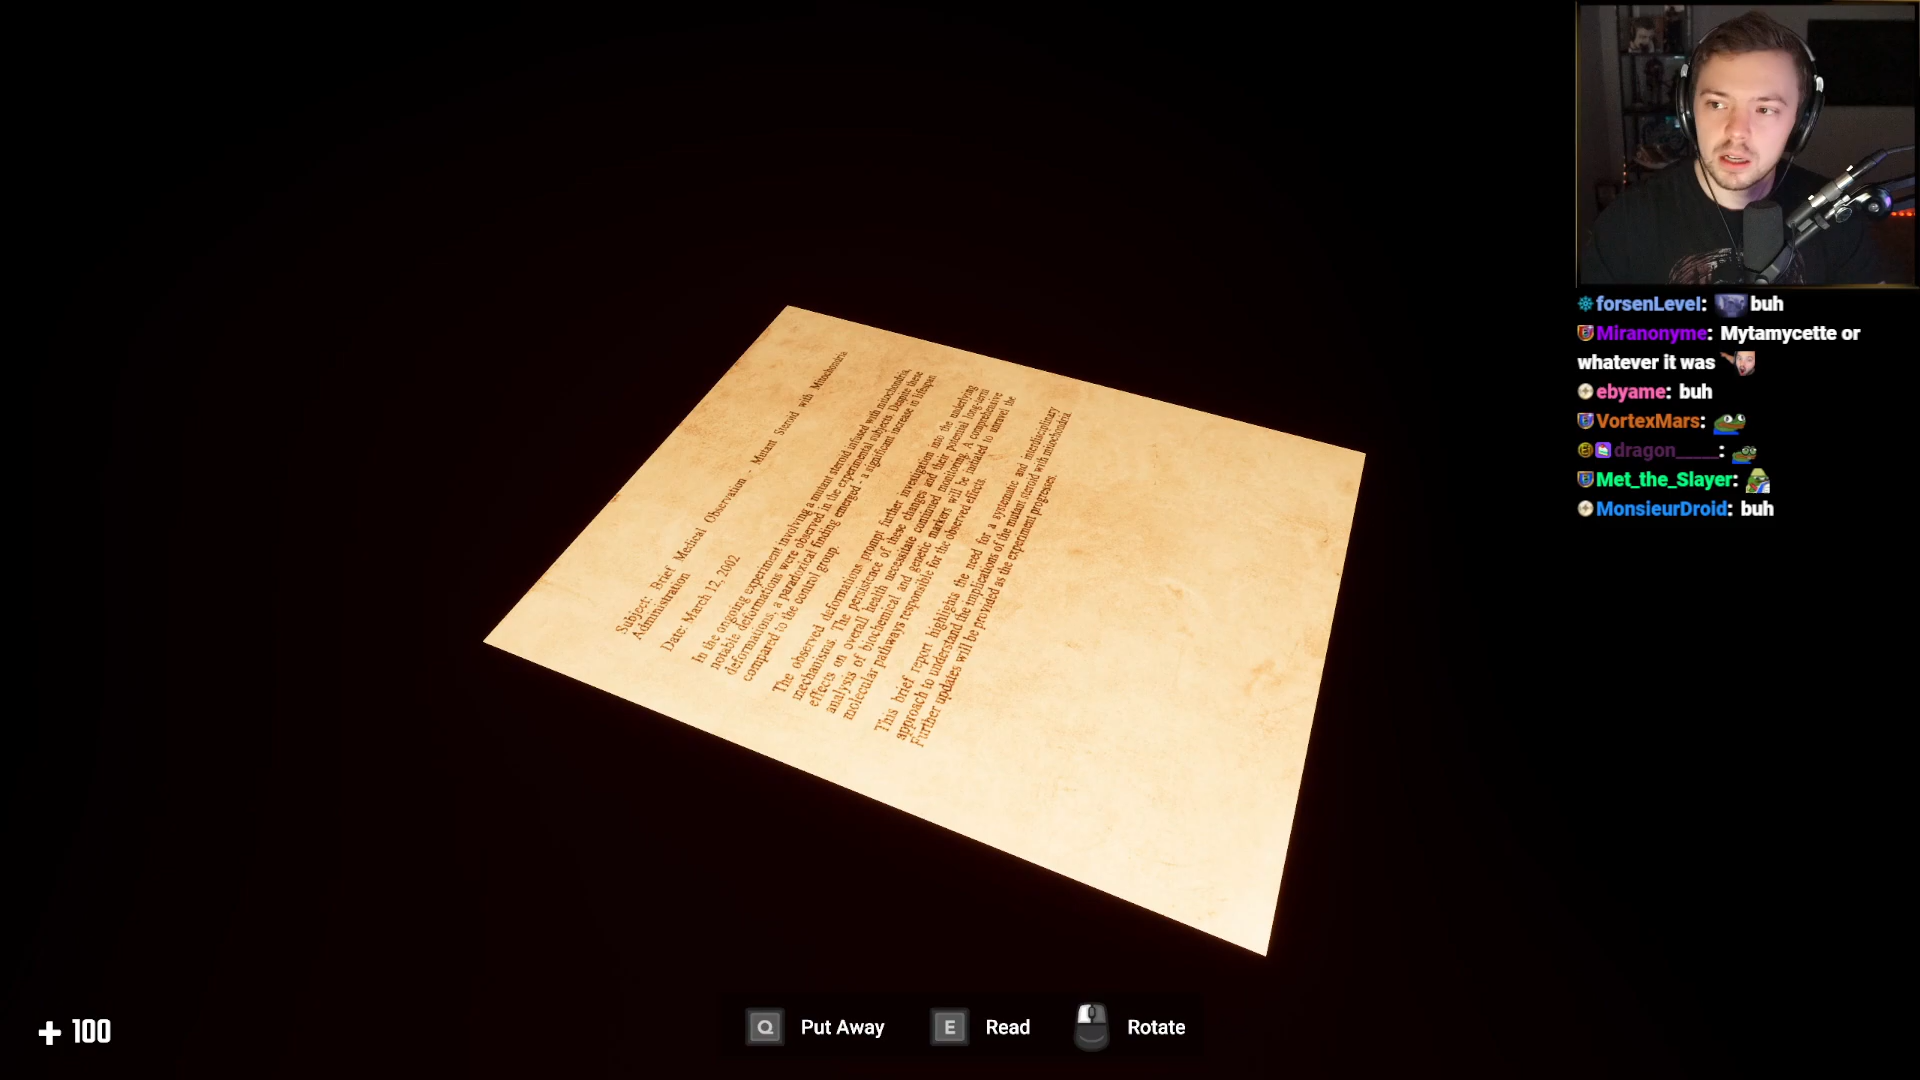 Subject: Brief Medical Observation - Mutant Steroid with Mitochondria
Administration
Date: March 12, 2002
In the ongoing experiment involving a mutant steroid infused with mitochondria,
notable deformations were observed in the experimental subjects. Despite these
deformations, a paradoxical finding emerged - a significant increase in lifespan
compared to the control group.
The observed deformations prompt further investigation into the underlying
mechanisms. The persistence of these changes and their potential long-term
effects on overall health necessitate continued monitoring. A comprehensive
analysis of biochemical and genetic markers will be initiated to unravel the
molecular pathways responsible for the observed effects.
This brief report highlights the need for a systematic and interdisciplinary
approach to understand the implications of the mutant steroid with mitochondria
Further updates will be provided as the experiment progresses.
forsenLevel: buh
Miranonyme: Mytamycette or
whatever it was
ebyame: buh
VortexMars:
dragon_____:
Met_the_Slayer:
MonsieurDroid: buh
100
Q Put Away E Read Rotate